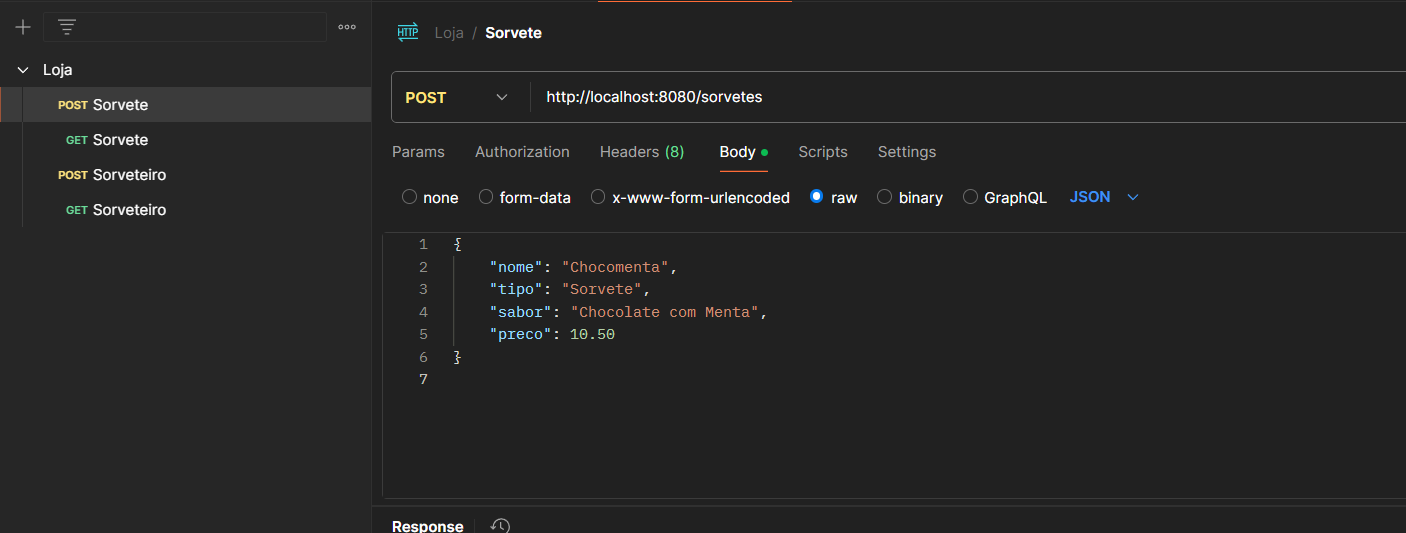 Loja
POST Sorvete
GET Sorvete
POST Sorveteiro
GET Sorveteiro
HTTP Loja / Sorvete
POST http://localhost:8080/sorvetes
Params Authorization Headers (8) Body Scripts Settings
none form-data x-www-form-urlencoded raw binary GraphQL JSON
1 {
2 "nome": "Chocomenta",
3 "tipo": "Sorvete",
4 "sabor": "Chocolate com Menta",
5 "preco": 10.50
6 }
7
Response